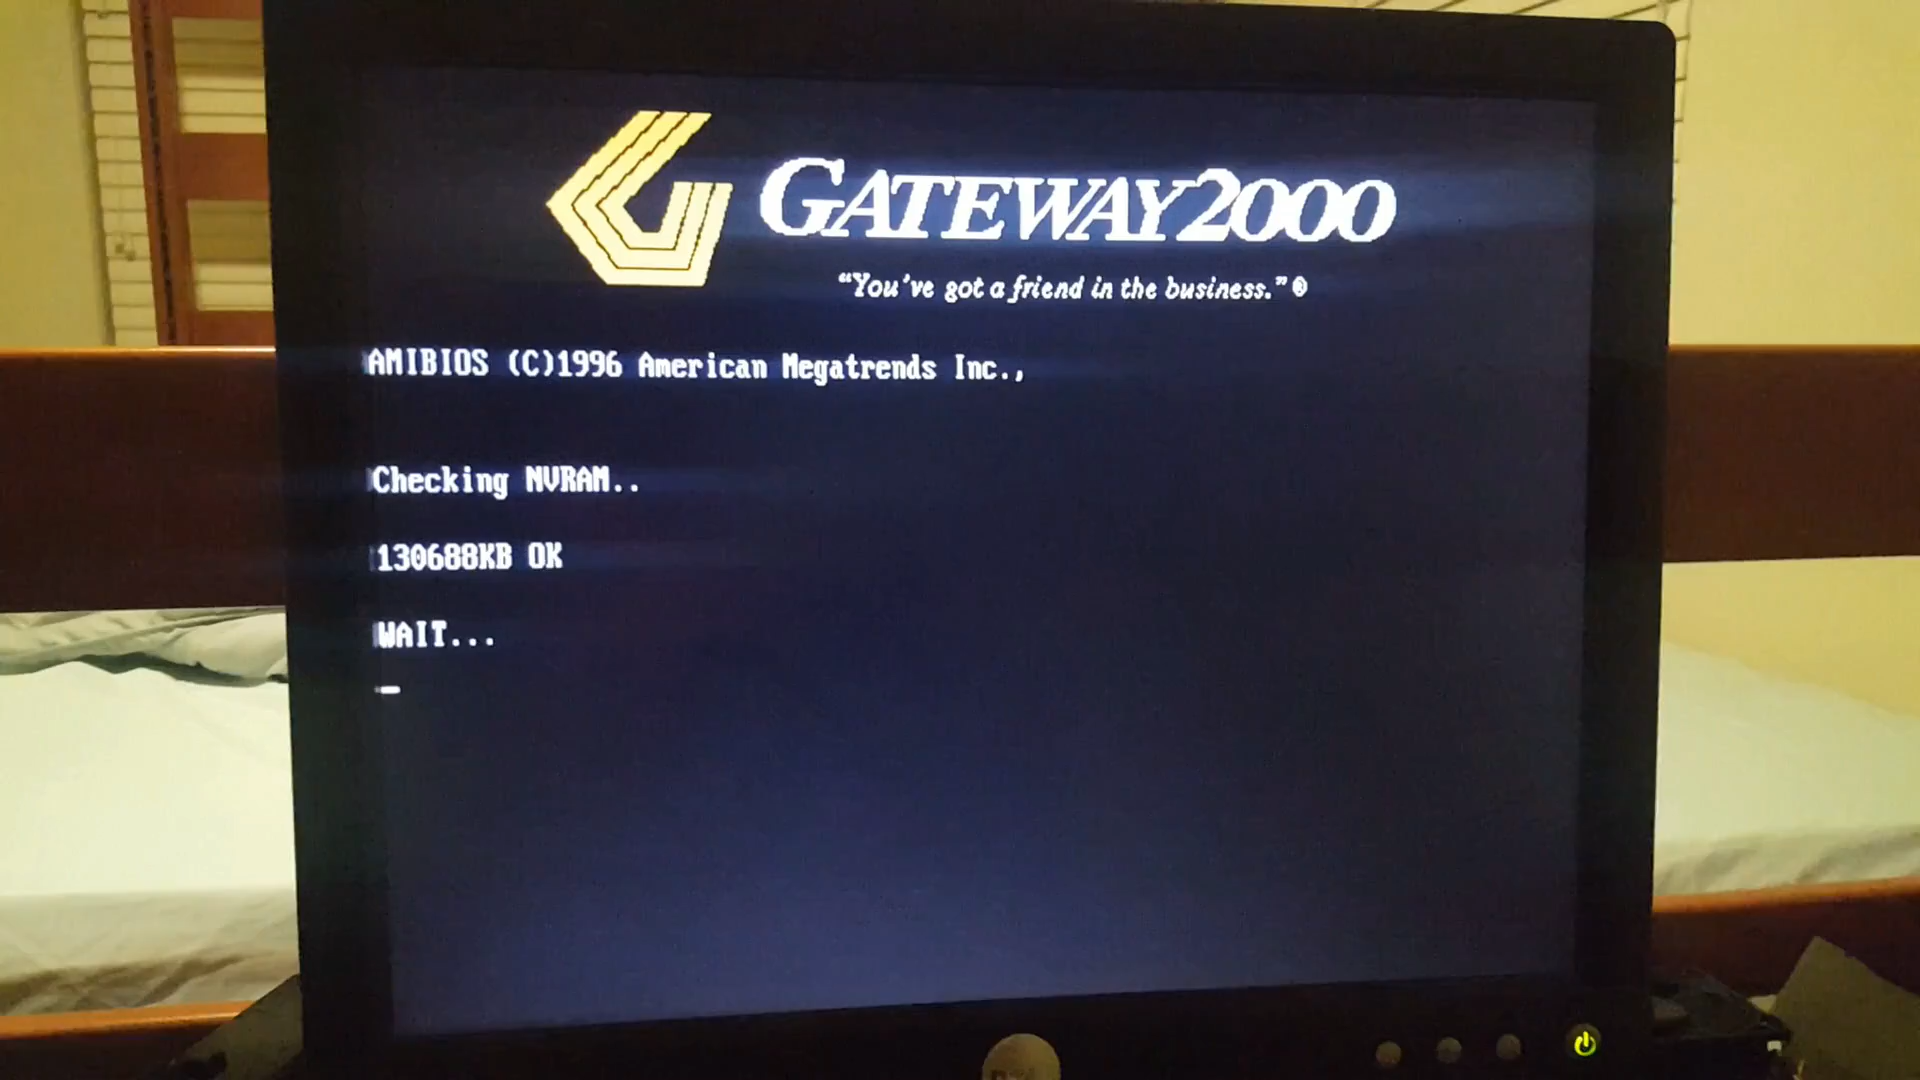 GATEWAY2000
“You've got a friend in the business.”®
AMIBIOS (C)1996 American Megatrends Inc.,
Checking NVRAM..
130688KB OK
WAIT...